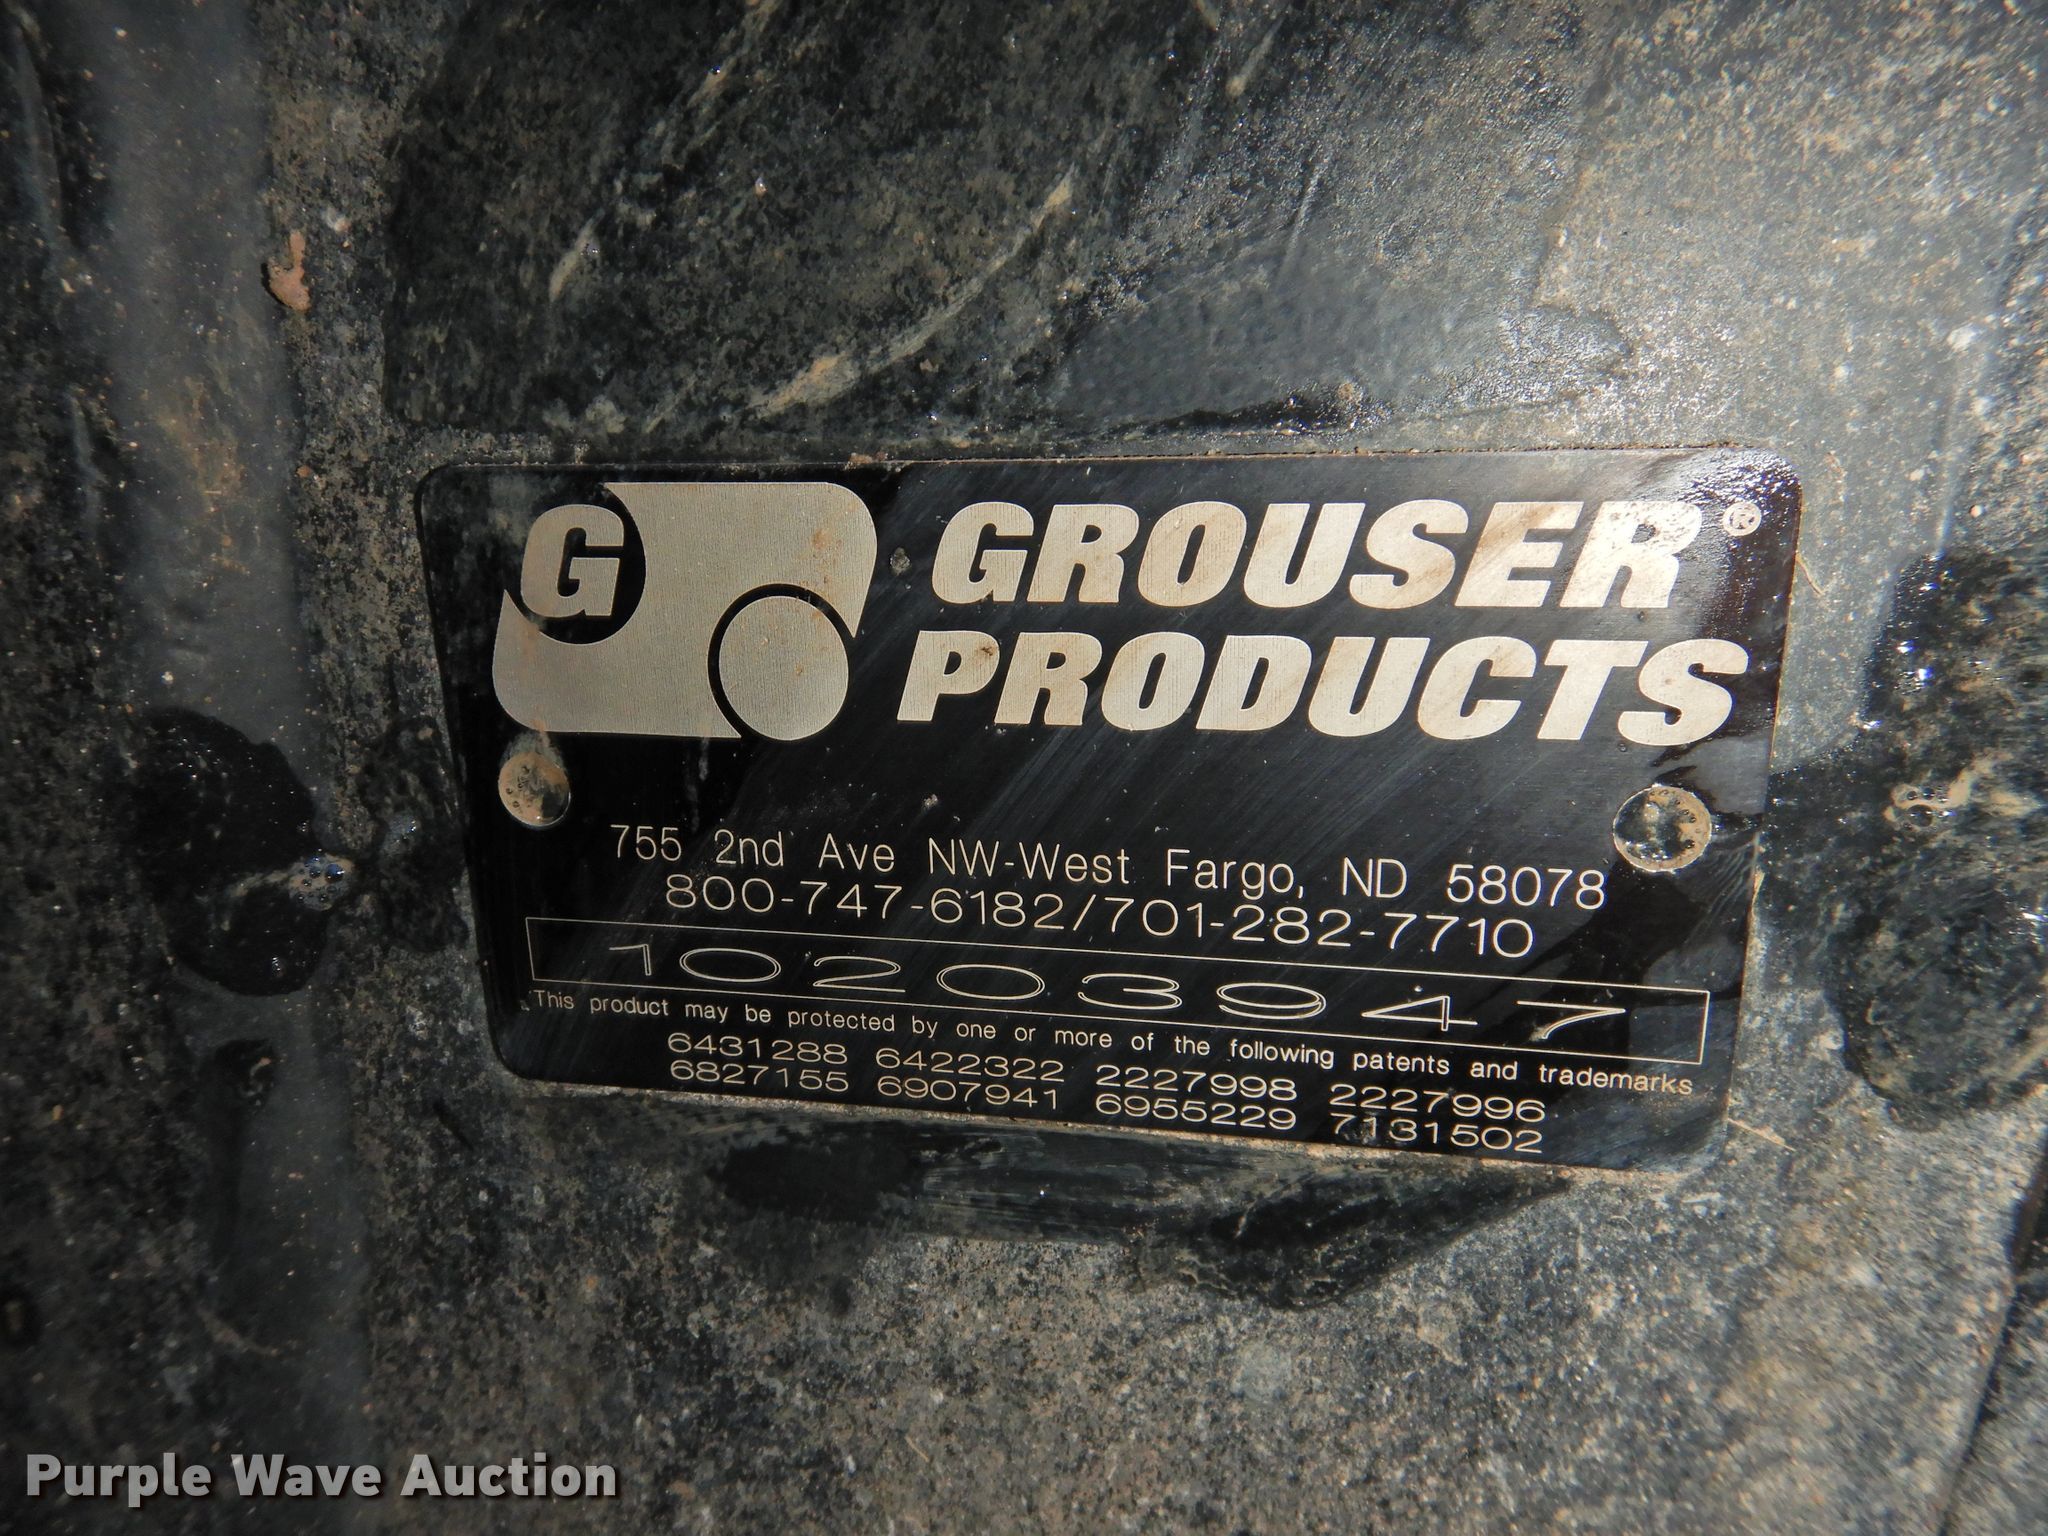 G
GROUSER®
PRODUCTS
755 2nd Ave NW-West Fargo, ND 58078
800-747-6182/701-282-7710
10203947
This product may be protected by one or more of the following patents and trademarks
6431288 6422322 2227998 2227996
6827155 6907941 6955229 7131502
Purple Wave Auction